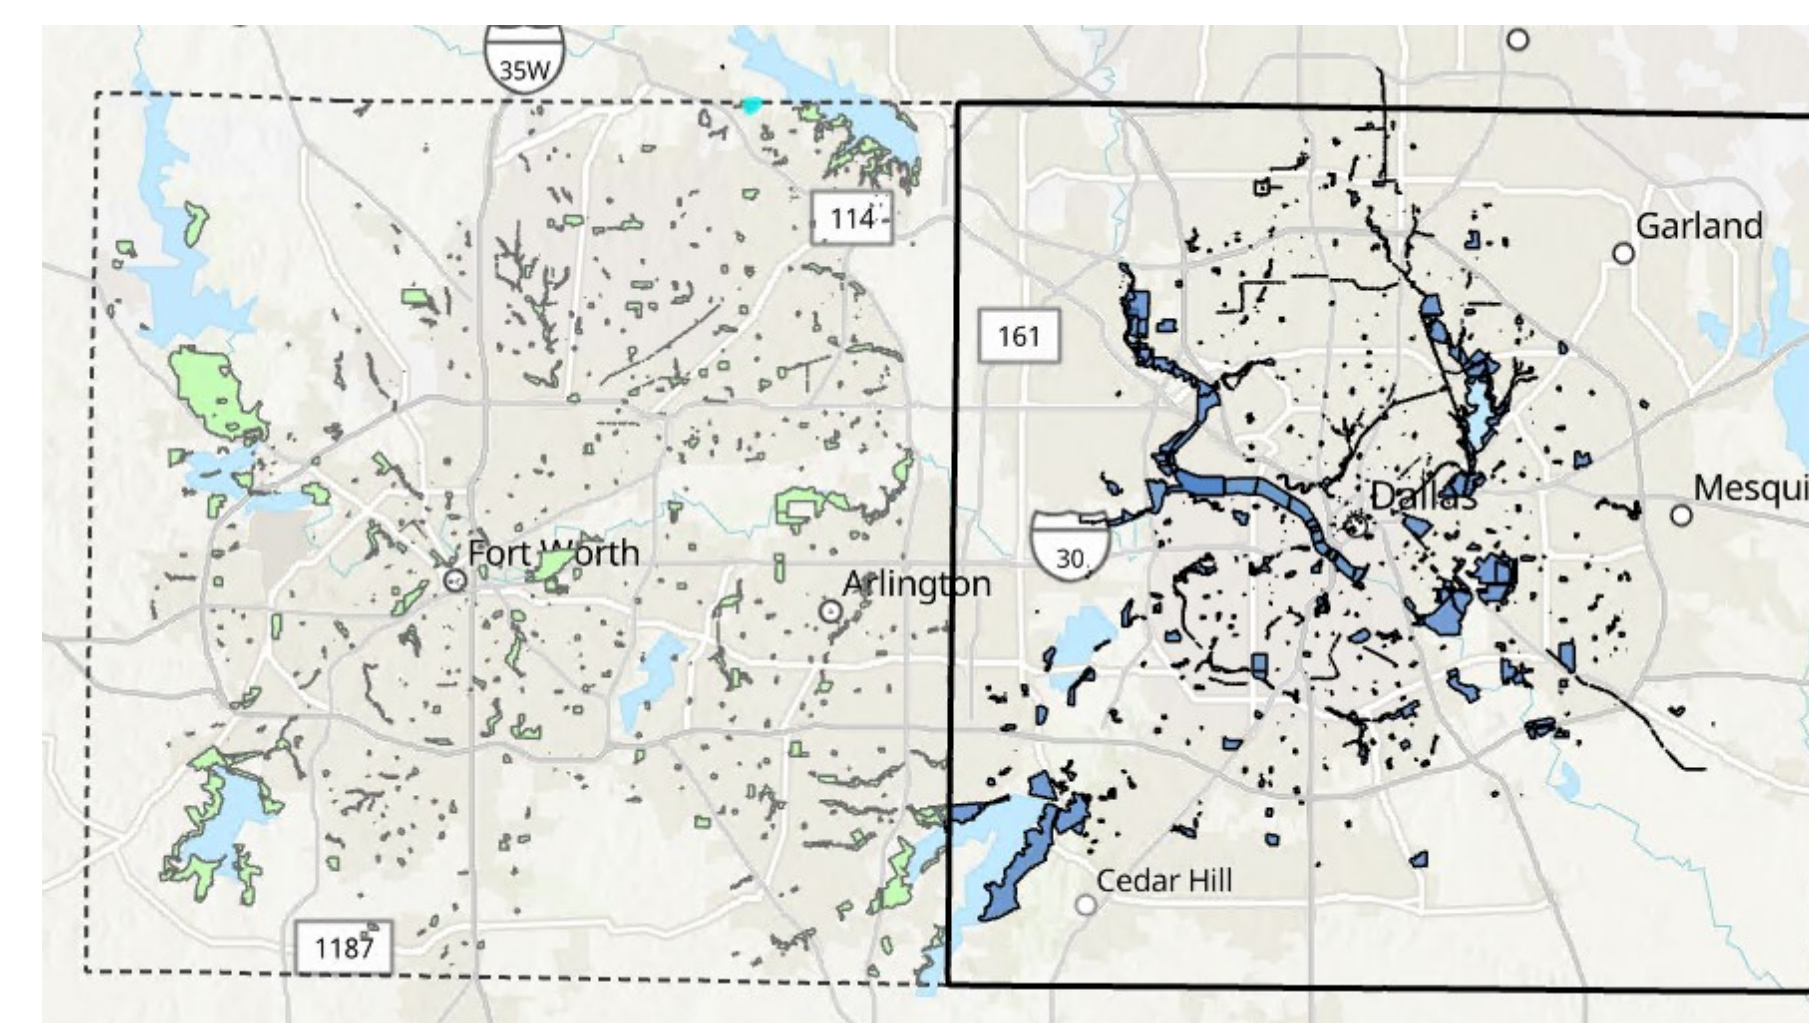 35W
114
Garland
161
Dallas
Mesqui
30
Fort Worth
Arlington
Cedar Hill
1187